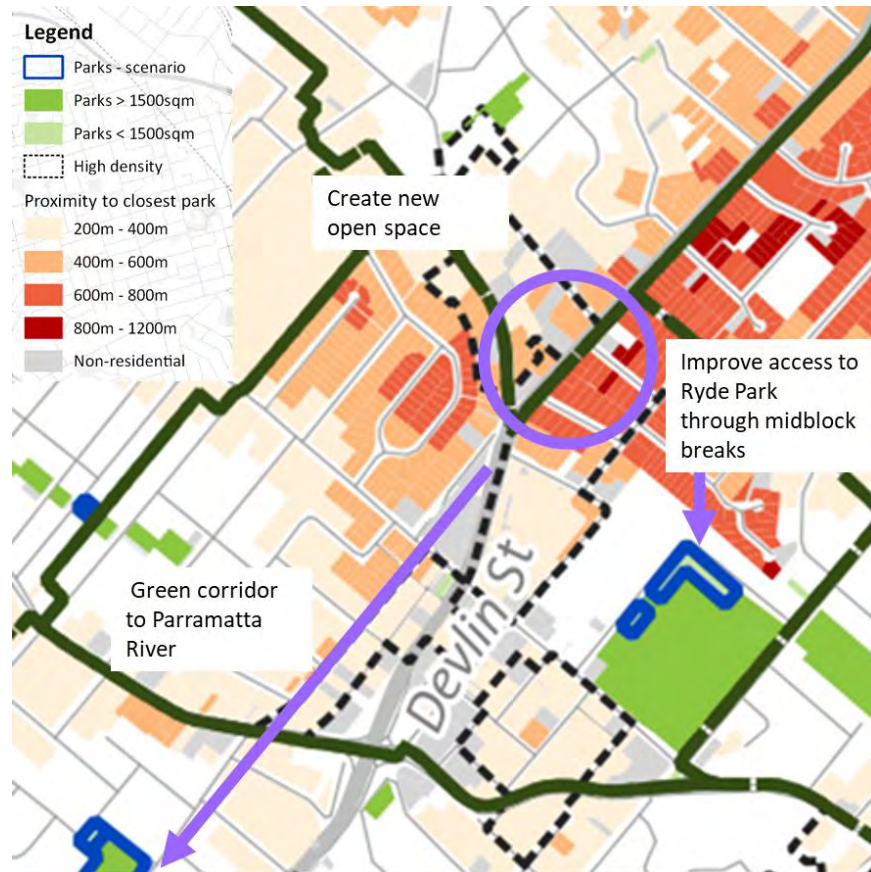 Legend
Parks - scenario
Parks > 1500sqm
Parks < 1500sqm
High density
Proximity to closest park
200m - 400m
400m - 600m
600m - 800m
800m - 1200m
Non-residential
Create new
open space
Improve access to
Ryde Park
through midblock
breaks
Green corridor
to Parramatta
River
Devlin St